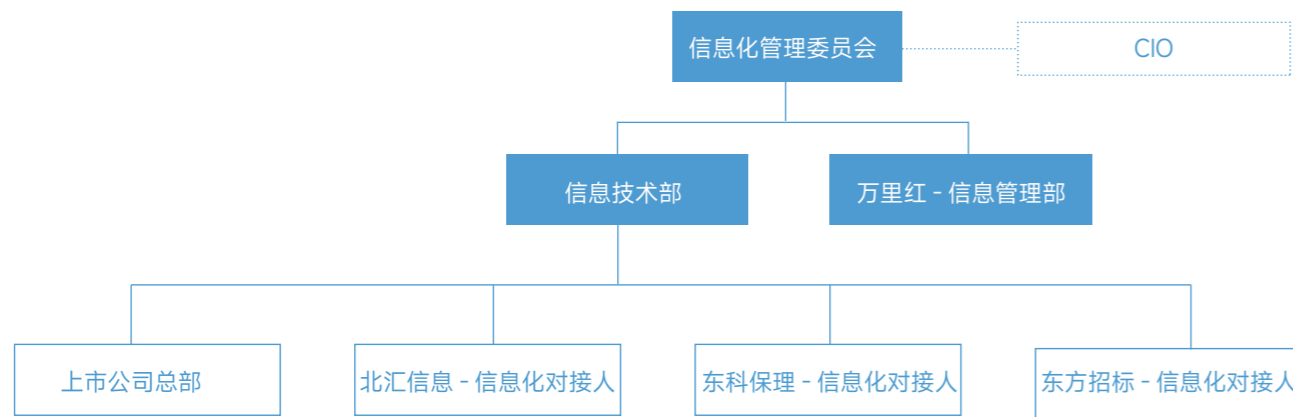 信息化管理委员会
CIO
信息技术部
万里红 - 信息管理部
上市公司总部
北汇信息 - 信息化对接人
东科保理 - 信息化对接人
东方招标 - 信息化对接人